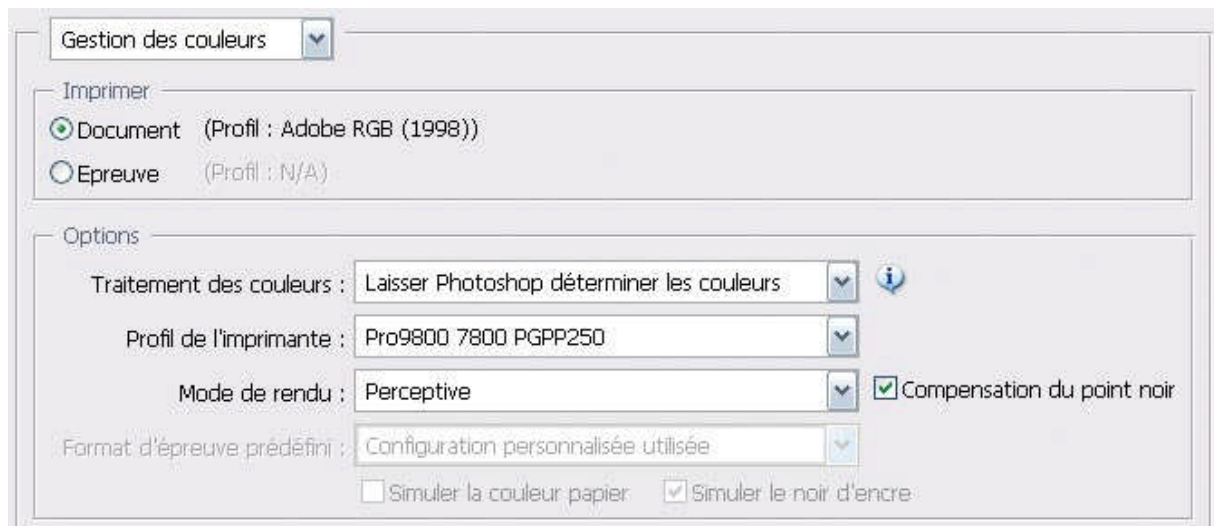 Gestion des couleurs
Imprimer
Document (Profil : Adobe RGB (1998))
Epreuve (Profil : N/A)
Options
Traitement des couleurs : Laisser Photoshop déterminer les couleurs
Profil de l'imprimante : Pro9800 7800 PGPP250
Mode de rendu : Perceptive Compensation du point noir
Format d'épreuve prédéfini : Configuration personnalisée utilisée
Simuler la couleur papier Simuler le noir d'encre